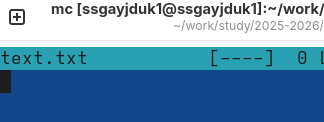 mc [ssgayjduk1@ssgayjduk1]:~/work/
~/work/study/2025-2026/
text.txt [----] 0 L